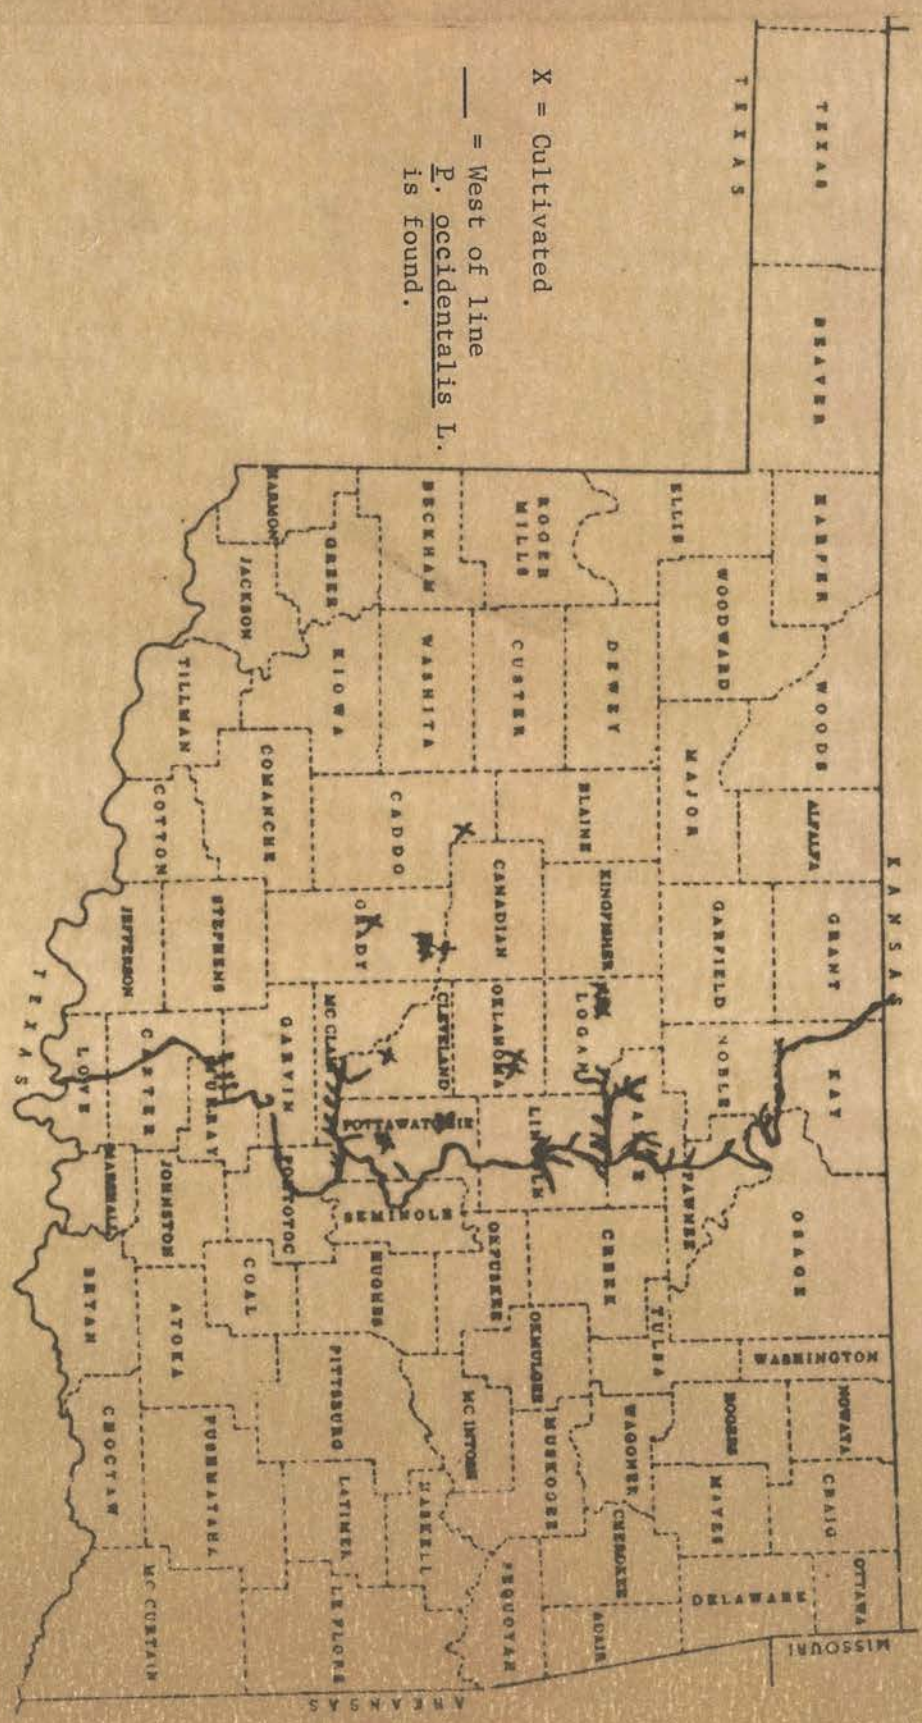 KANSAS
TEXAS
BEAVER
HARPER
WOODS
ALFALFA
GRANT
KAY
OSAGE
WASHINGTON
NOWATA
CRAIG
OTTAWA
MISSOURI
TEXAS
ELLIS
WOODWARD
MAJOR
GARFIELD
NOBLE
PAWNEE
TULSA
ROGERS
MAYES
DELAWARE
X = Cultivated
____ = West of line
P. occidentalis L.
is found.
ROGER
MILLS
DEWEY
BLAINE
KINGFISHER
LOGAN
CREEK
WAGONER
CHEROKEE
ADAIR
CUSTER
CANADIAN
OKLAHOMA
LINCOLN
OKFUSKEE
OKMULGEE
MUSKOGEE
SEQUOYAH
BECKHAM
WASHITA
CADDO
GRADY
CLEVELAND
POTTAWATOMIE
SEMINOLE
HUGHES
MC INTOSH
HASKELL
HARMON
GREER
KIOWA
MC CLAIN
PITTSBURG
LATIMER
LE FLORE
ARKANSAS
JACKSON
COMANCHE
STEPHENS
GARVIN
MURRAY
PONTOTOC
COAL
TILLMAN
COTTON
JEFFERSON
CARTER
JOHNSTON
ATOKA
PUSHMATAHA
LOVE
MARSHALL
BRYAN
CHOCTAW
MC CURTAIN
TEXAS